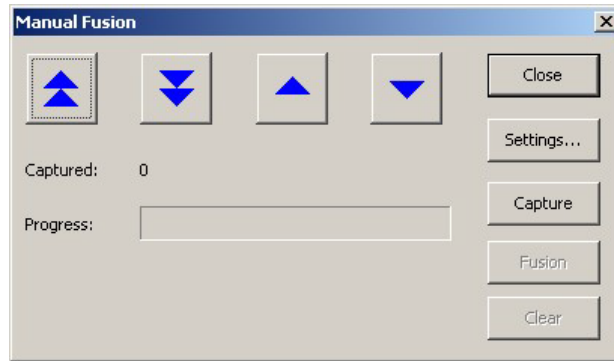 Manual Fusion
Close
Settings...
Captured: 0
Capture
Progress:
Fusion
Clear